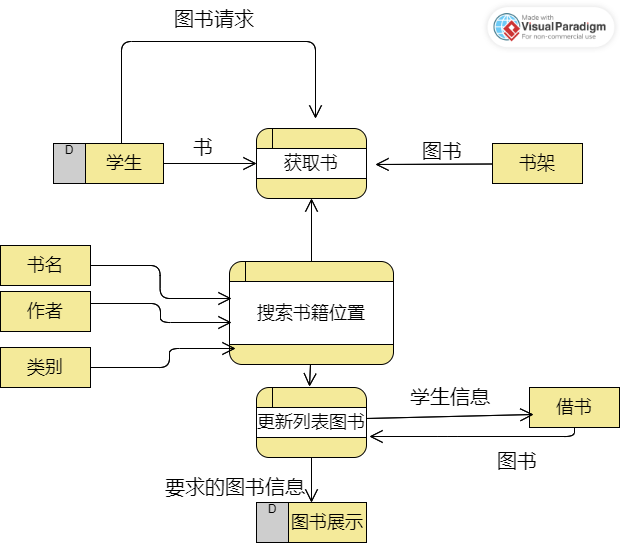 图书请求
Made with
VisualParadigm
For non-commercial use
D
学生
书
获取书
图书
书架
书名
作者
类别
搜索书籍位置
更新列表图书
学生信息
借书
图书
要求的图书信息
D
图书展示